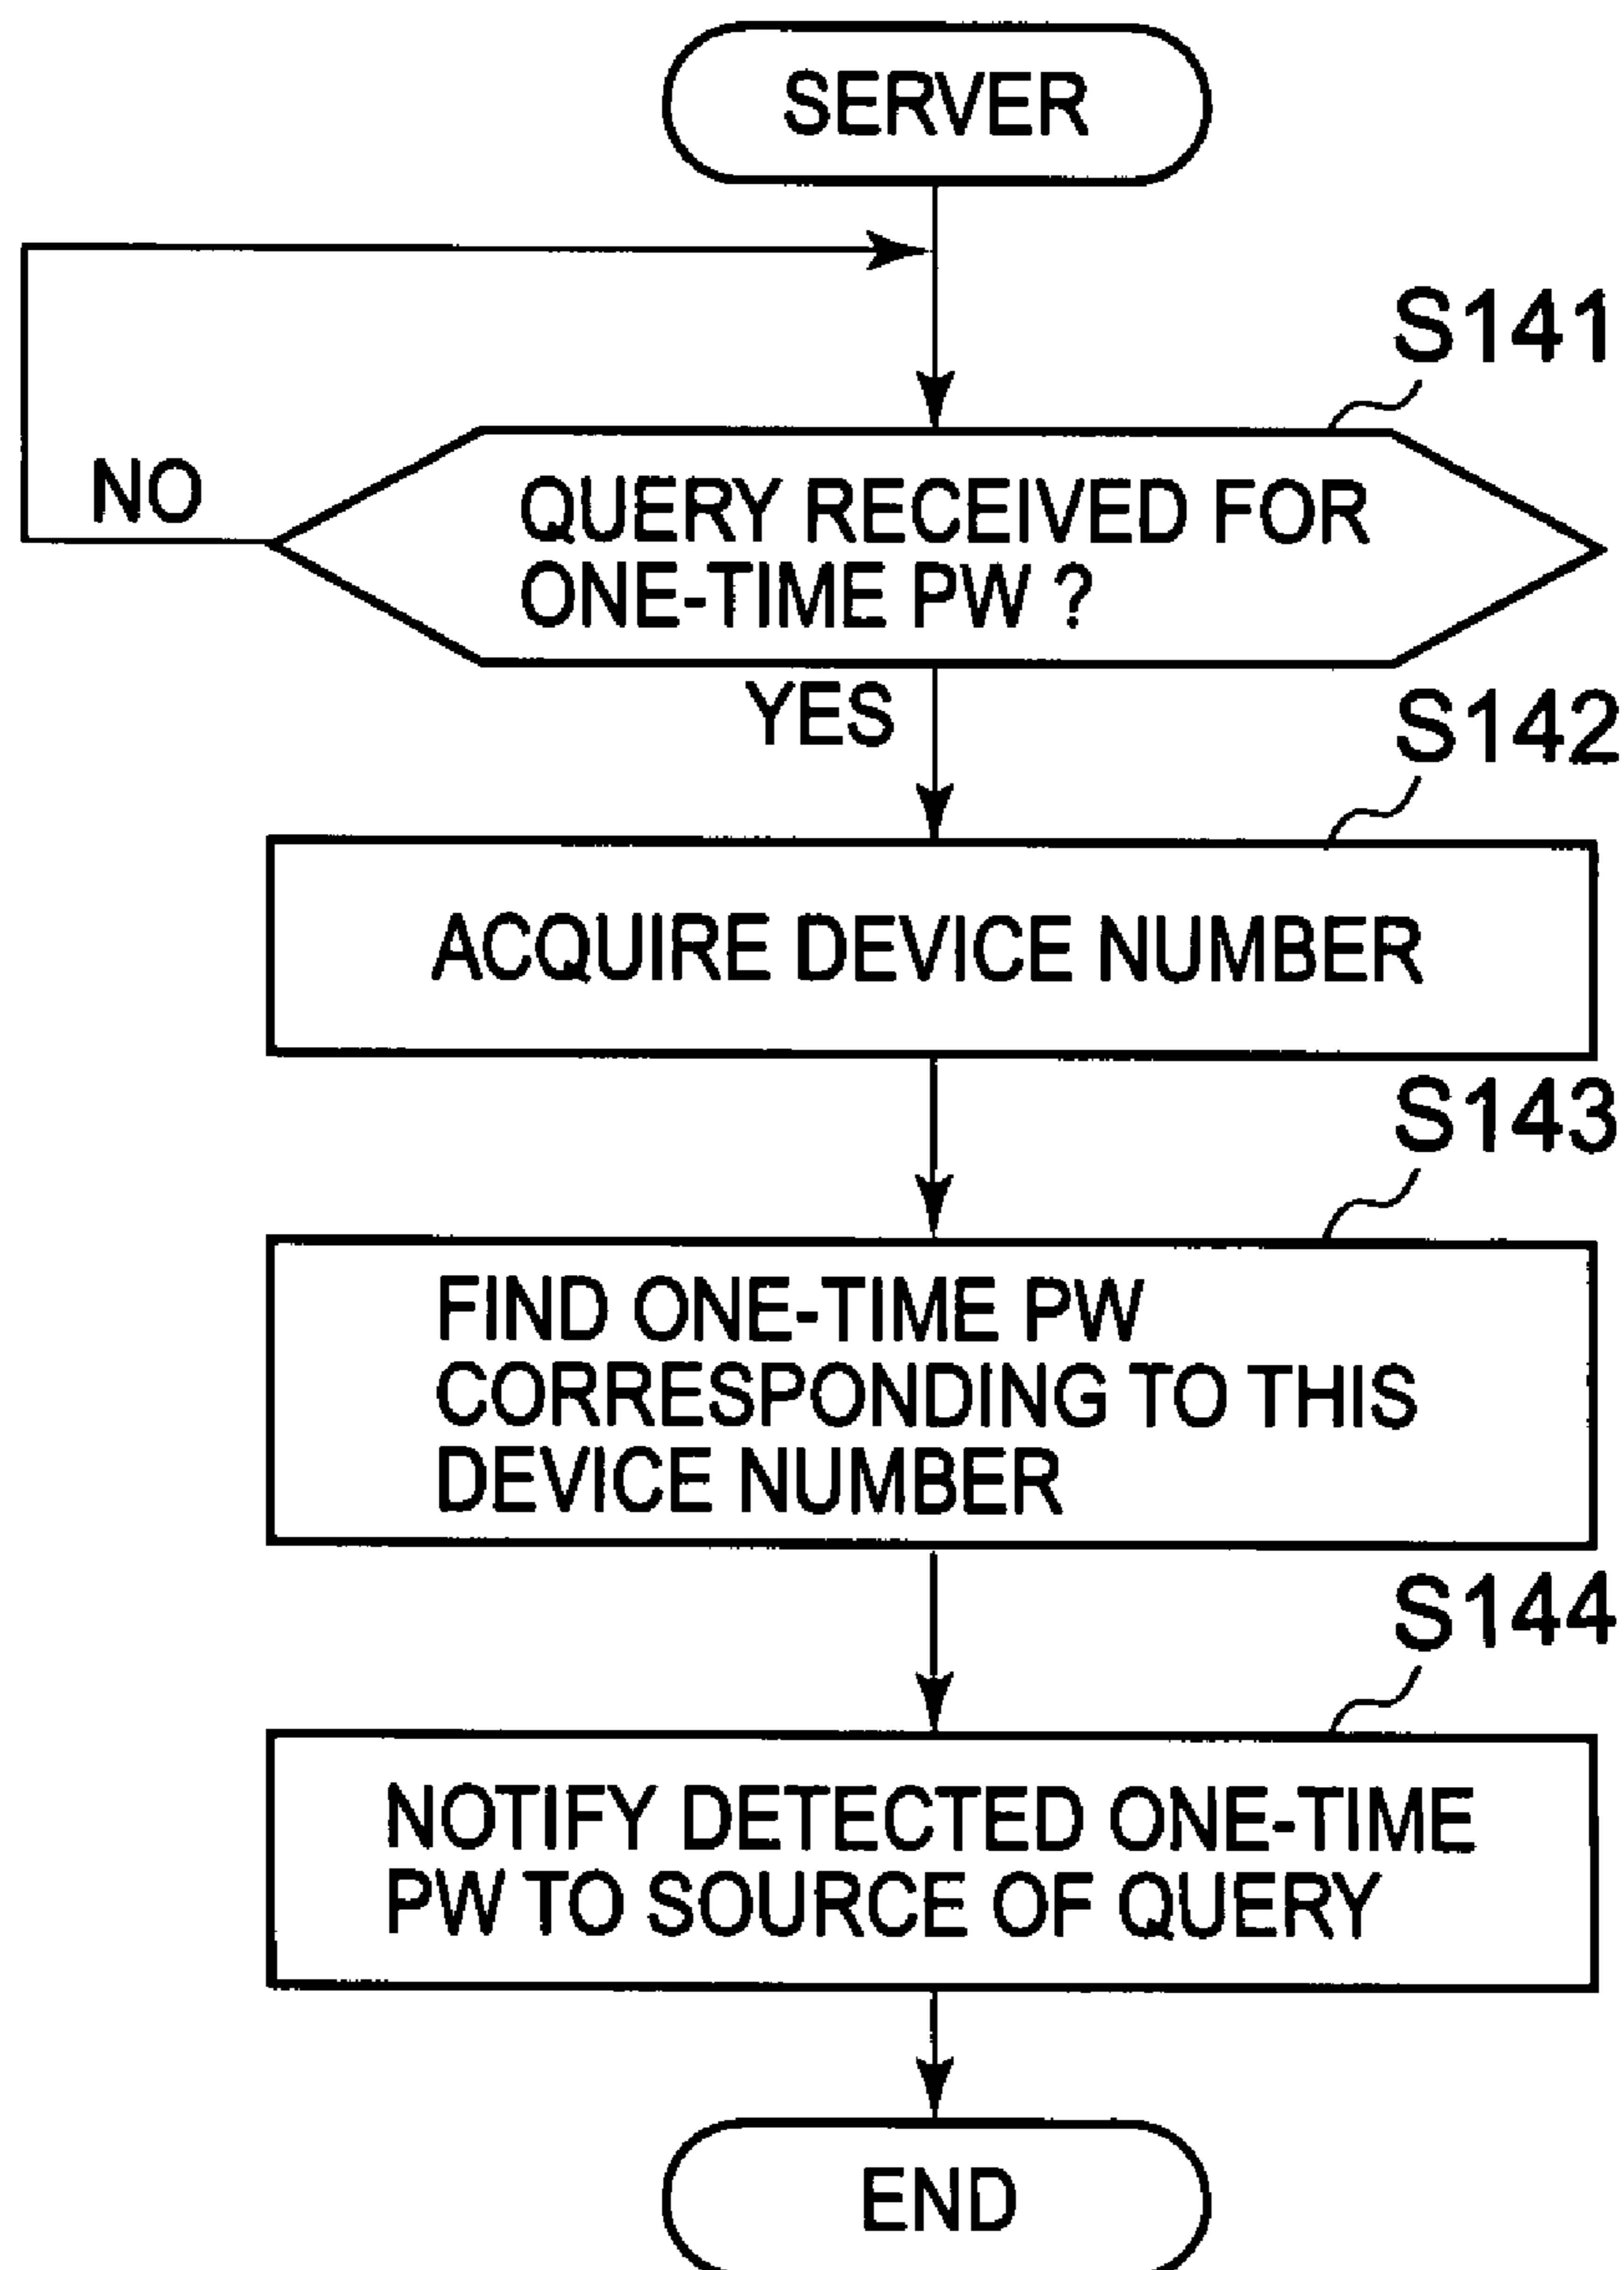 SERVER
S141
NO
QUERY RECEIVED FOR
ONE-TIME PW ?
YES
S142
ACQUIRE DEVICE NUMBER
S143
FIND ONE-TIME PW
CORRESPONDING TO THIS
DEVICE NUMBER
S144
NOTIFY DETECTED ONE-TIME
PW TO SOURCE OF QUERY
END